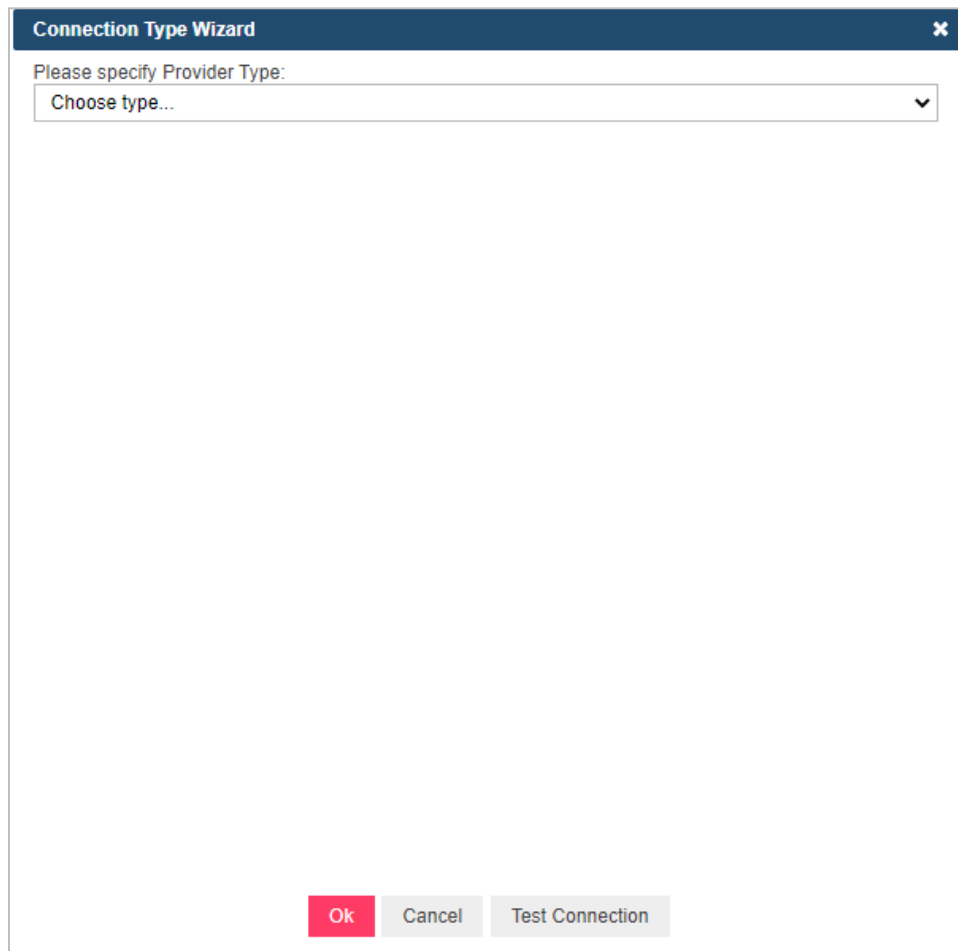 Connection Type Wizard
Please specify Provider Type:
Choose type...
Ok Cancel Test Connection